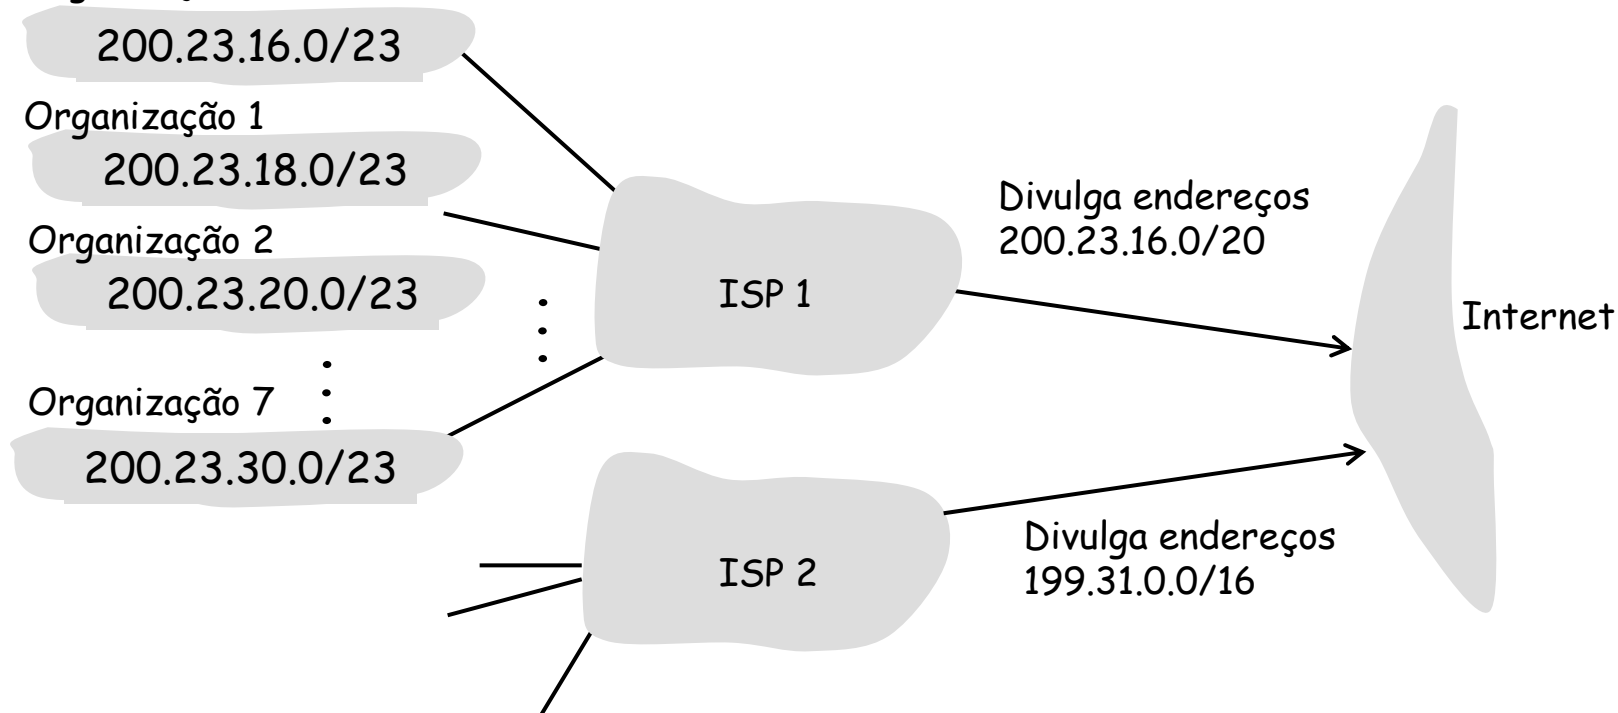 200.23.16.0/23
Organização 1
200.23.18.0/23
Organização 2
200.23.20.0/23
Organização 7
200.23.30.0/23
ISP 1
Divulga endereços
200.23.16.0/20
Internet
ISP 2
Divulga endereços
199.31.0.0/16